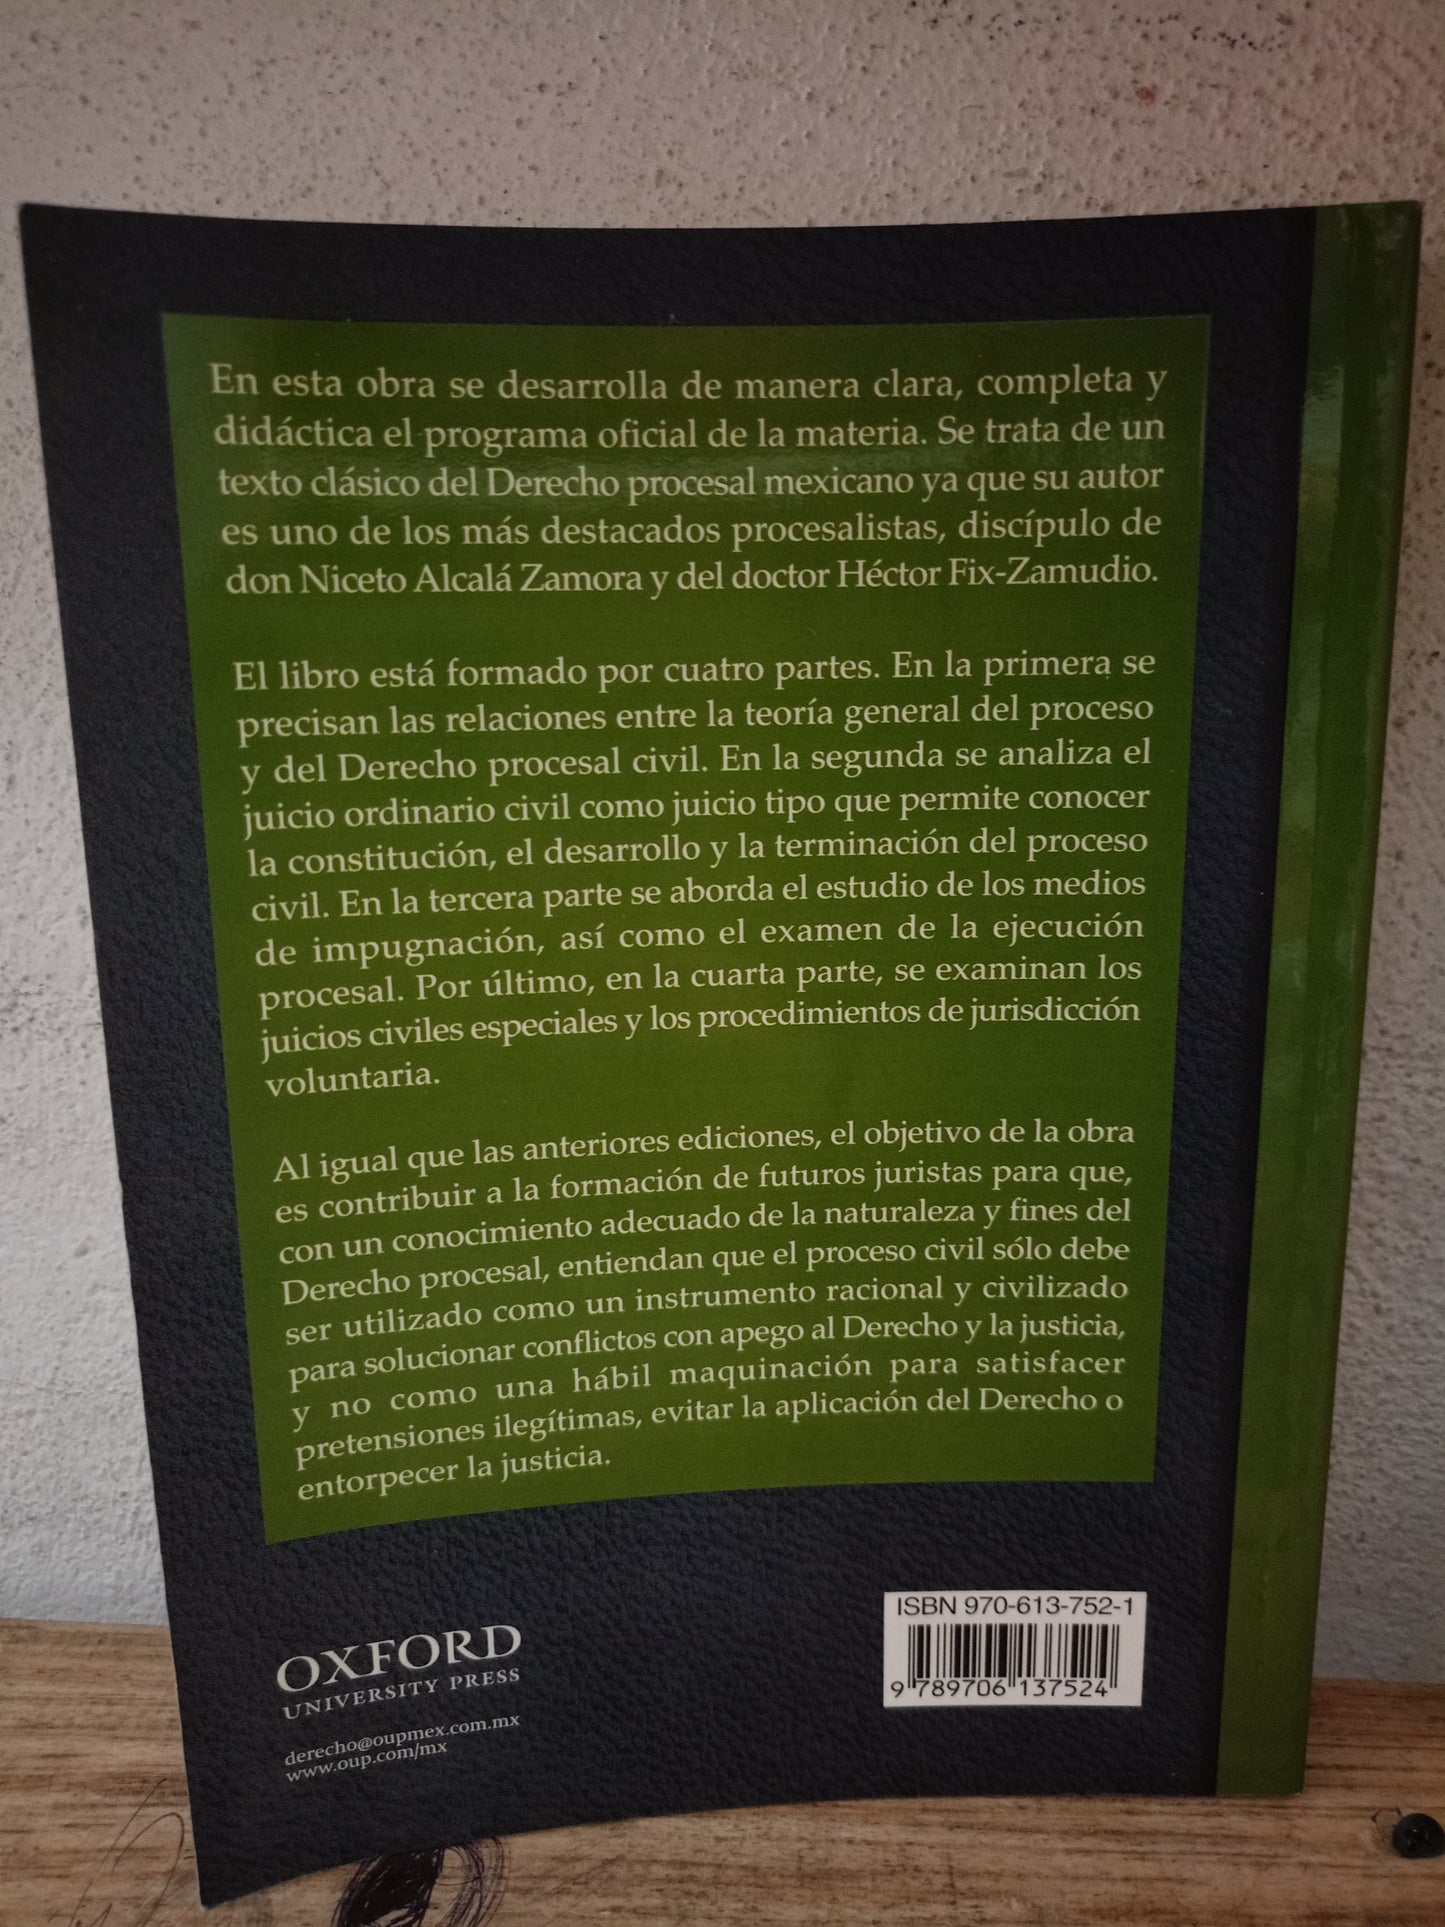 En esta obra se desarrolla de manera clara, completa y
didáctica el programa oficial de la materia. Se trata de un
texto clásico del Derecho procesal mexicano ya que su autor
es uno de los más destacados procesalistas, discípulo de
don Niceto Alcalá Zamora y del doctor Héctor Fix-Zamudio.
El libro está formado por cuatro partes. En la primera se
precisan las relaciones entre la teoría general del proceso
y del Derecho procesal civil. En la segunda se analiza el
juicio ordinario civil como juicio tipo que permite conocer
la constitución, el desarrollo y la terminación del proceso
civil. En la tercera parte se aborda el estudio de los medios
de impugnación, así como el examen de la ejecución
procesal. Por último, en la cuarta parte, se examinan los
juicios civiles especiales y los procedimientos de jurisdicción
voluntaria.
Al igual que las anteriores ediciones, el objetivo de la obra
es contribuir a la formación de futuros juristas para que,
con un conocimiento adecuado de la naturaleza y fines del
Derecho procesal, entiendan que el proceso civil sólo debe
ser utilizado como un instrumento racional y civilizado
para solucionar conflictos con apego al Derecho y la justicia,
y no como una hábil maquinación para satisfacer
pretensiones ilegítimas, evitar la aplicación del Derecho o
entorpecer la justicia.
OXFORD
UNIVERSITY PRESS
derecho@oupmex.com.mx
www.oup.com/mx
ISBN 970-613-752-1
9 789706 137524